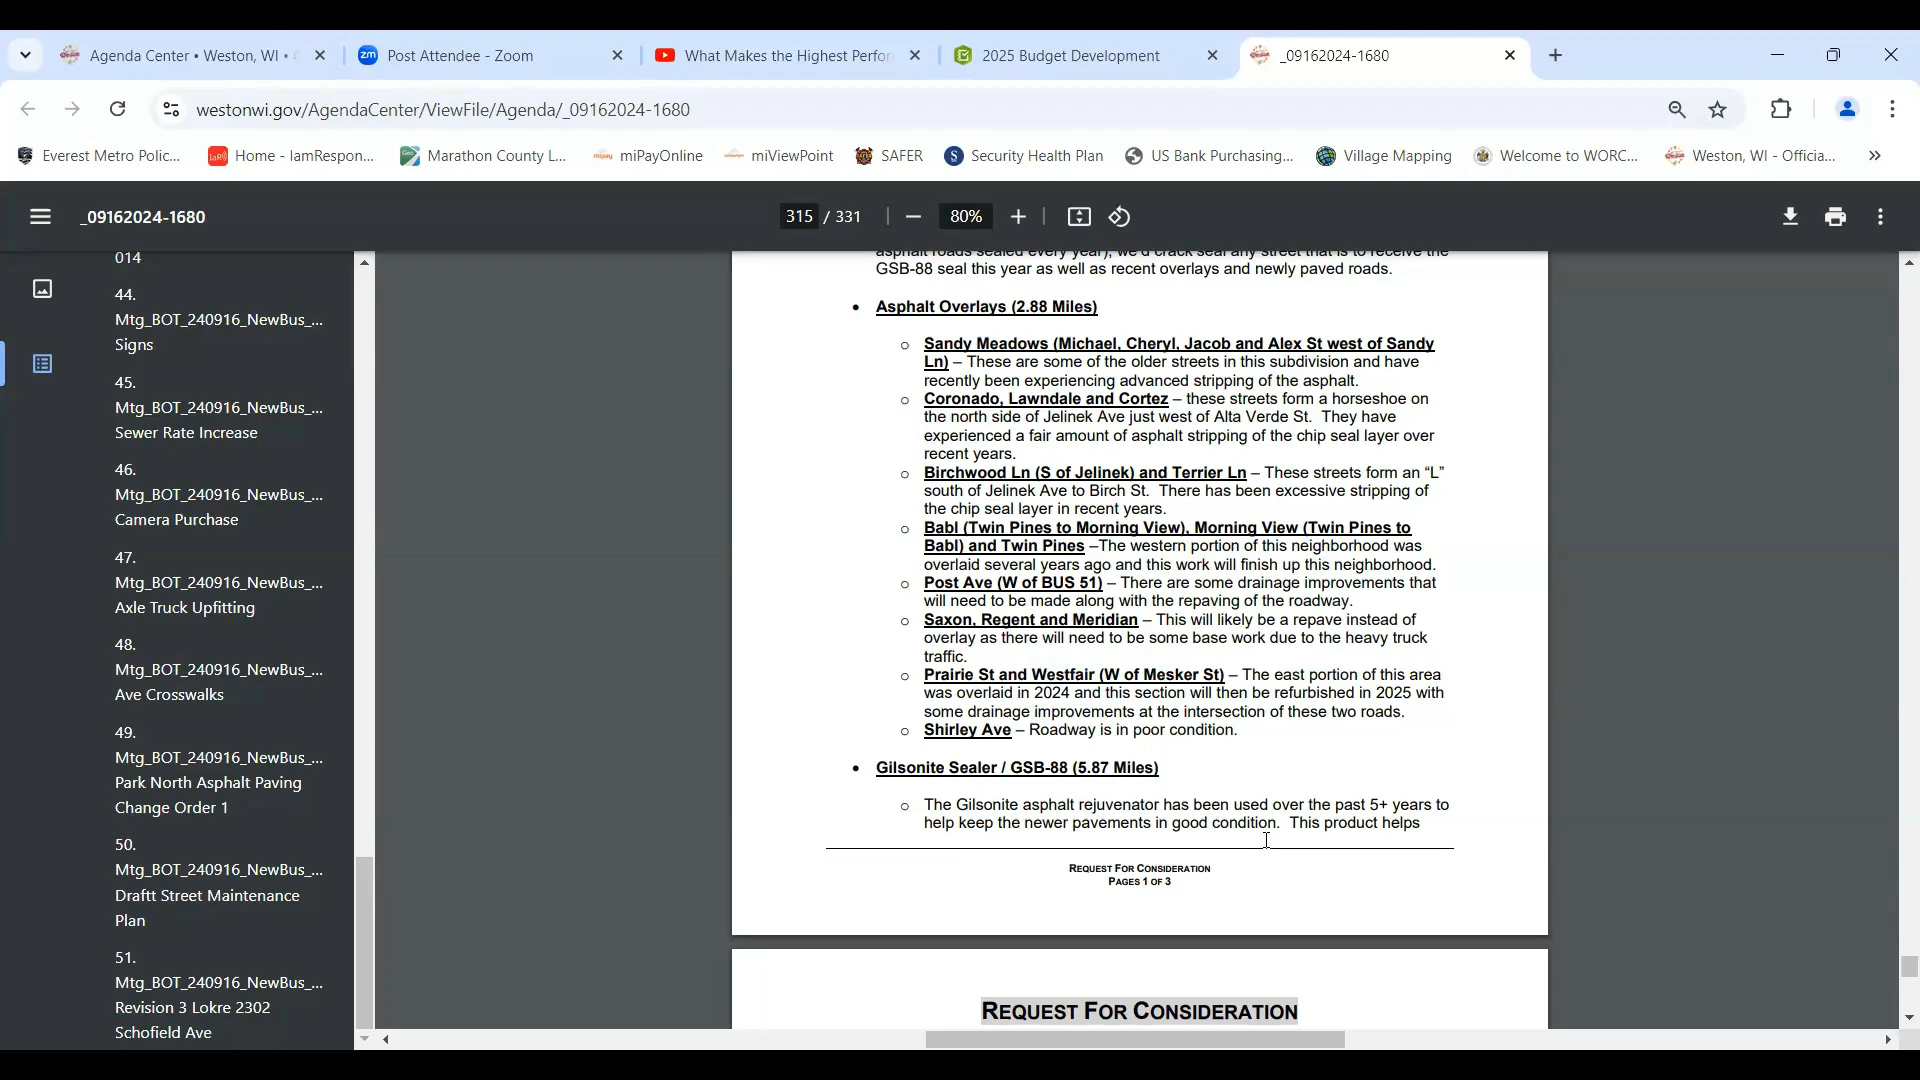 Agenda Center • Weston, WI •
Post Attendee - Zoom
What Makes the Highest Perfor
2025 Budget Development
_09162024-1680
westonwi.gov/AgendaCenter/ViewFile/Agenda/_09162024-1680
Everest Metro Polic...
Home - IamRespon...
Marathon County L...
miPayOnline
miViewPoint
SAFER
Security Health Plan
US Bank Purchasing...
Village Mapping
Welcome to WORC...
Weston, WI - Officia...
»
_09162024-1680
315 / 331
80%
014
44.
Mtg_BOT_240916_NewBus_...
Signs
45.
Mtg_BOT_240916_NewBus_...
Sewer Rate Increase
46.
Mtg_BOT_240916_NewBus_...
Camera Purchase
47.
Mtg_BOT_240916_NewBus_...
Axle Truck Upfitting
48.
Mtg_BOT_240916_NewBus_...
Ave Crosswalks
49.
Mtg_BOT_240916_NewBus_...
Park North Asphalt Paving
Change Order 1
50.
Mtg_BOT_240916_NewBus_...
Draftt Street Maintenance
Plan
51.
Mtg_BOT_240916_NewBus_...
Revision 3 Lokre 2302
Schofield Ave
asphalt roads sealed every year), we'd crack seal any street that is to receive the
GSB-88 seal this year as well as recent overlays and newly paved roads.
• Asphalt Overlays (2.88 Miles)
o Sandy Meadows (Michael, Cheryl, Jacob and Alex St west of Sandy
Ln) – These are some of the older streets in this subdivision and have
recently been experiencing advanced stripping of the asphalt.
o Coronado, Lawndale and Cortez – these streets form a horseshoe on
the north side of Jelinek Ave just west of Alta Verde St. They have
experienced a fair amount of asphalt stripping of the chip seal layer over
recent years.
o Birchwood Ln (S of Jelinek) and Terrier Ln – These streets form an “L”
south of Jelinek Ave to Birch St. There has been excessive stripping of
the chip seal layer in recent years.
o Babl (Twin Pines to Morning View), Morning View (Twin Pines to
Babl) and Twin Pines –The western portion of this neighborhood was
overlaid several years ago and this work will finish up this neighborhood.
o Post Ave (W of BUS 51) – There are some drainage improvements that
will need to be made along with the repaving of the roadway.
o Saxon, Regent and Meridian – This will likely be a repave instead of
overlay as there will need to be some base work due to the heavy truck
traffic.
o Prairie St and Westfair (W of Mesker St) – The east portion of this area
was overlaid in 2024 and this section will then be refurbished in 2025 with
some drainage improvements at the intersection of these two roads.
o Shirley Ave – Roadway is in poor condition.
• Gilsonite Sealer / GSB-88 (5.87 Miles)
o The Gilsonite asphalt rejuvenator has been used over the past 5+ years to
help keep the newer pavements in good condition. This product helps
REQUEST FOR CONSIDERATION
PAGES 1 OF 3
REQUEST FOR CONSIDERATION